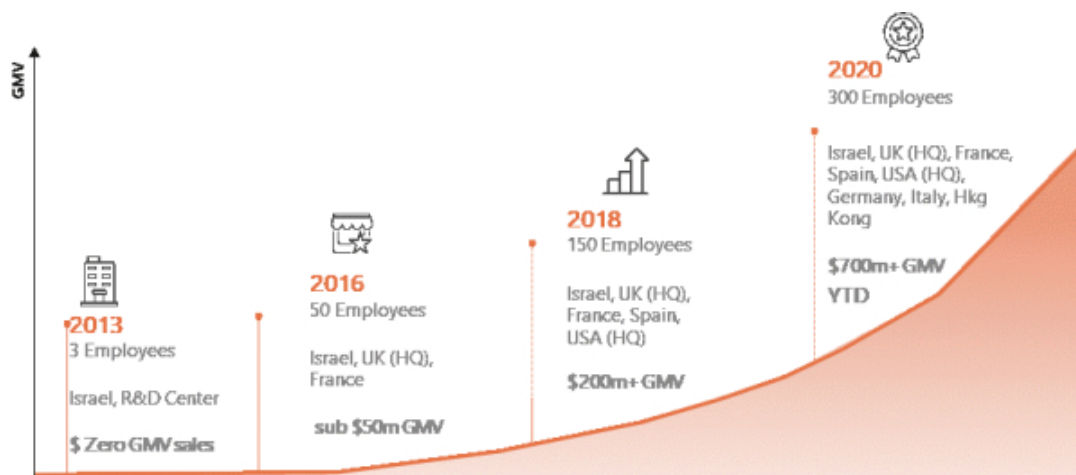 GMV
2013
3 Employees
Israel, R&D Center
$ Zero GMV sales
2016
50 Employees
Israel, UK (HQ),
France
sub $50m GMV
2018
150 Employees
Israel, UK (HQ),
France, Spain,
USA (HQ)
$200m+ GMV
2020
300 Employees
Israel, UK (HQ), France,
Spain, USA (HQ),
Germany, Italy, Hkg
Kong
$700m+ GMV
YTD